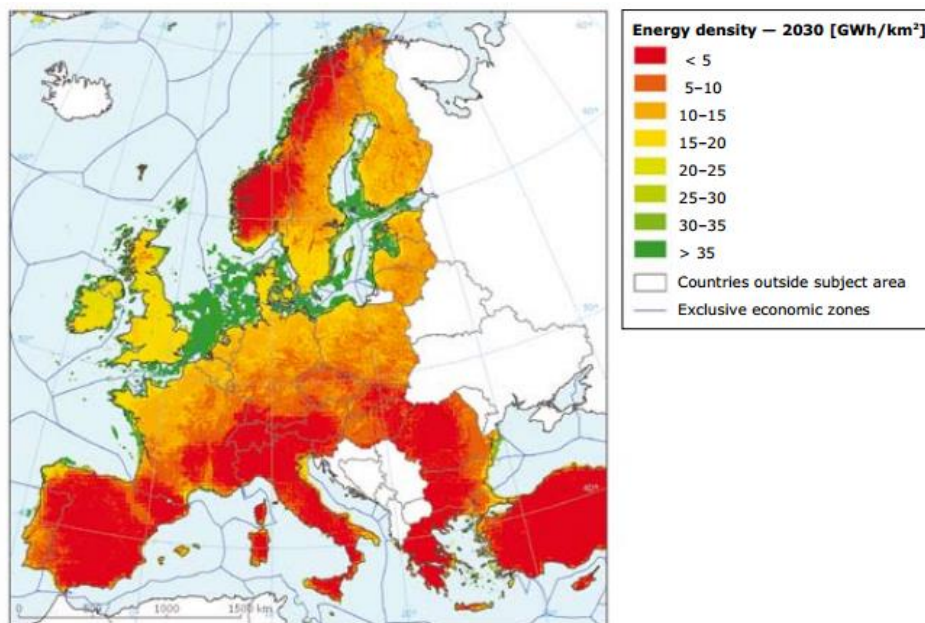 Energy density — 2030 [GWh/km²]
< 5
5–10
10–15
15–20
20–25
25–30
30–35
> 35
Countries outside subject area
Exclusive economic zones
0
1000
1500 km